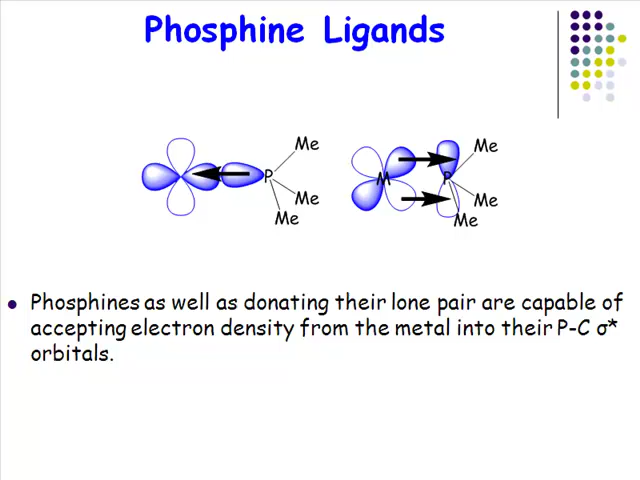 Phosphine Ligands
Me
P
Me
Me
Me
M
P
Me
Me
Phosphines as well as donating their lone pair are capable of
accepting electron density from the metal into their P-C σ*
orbitals.